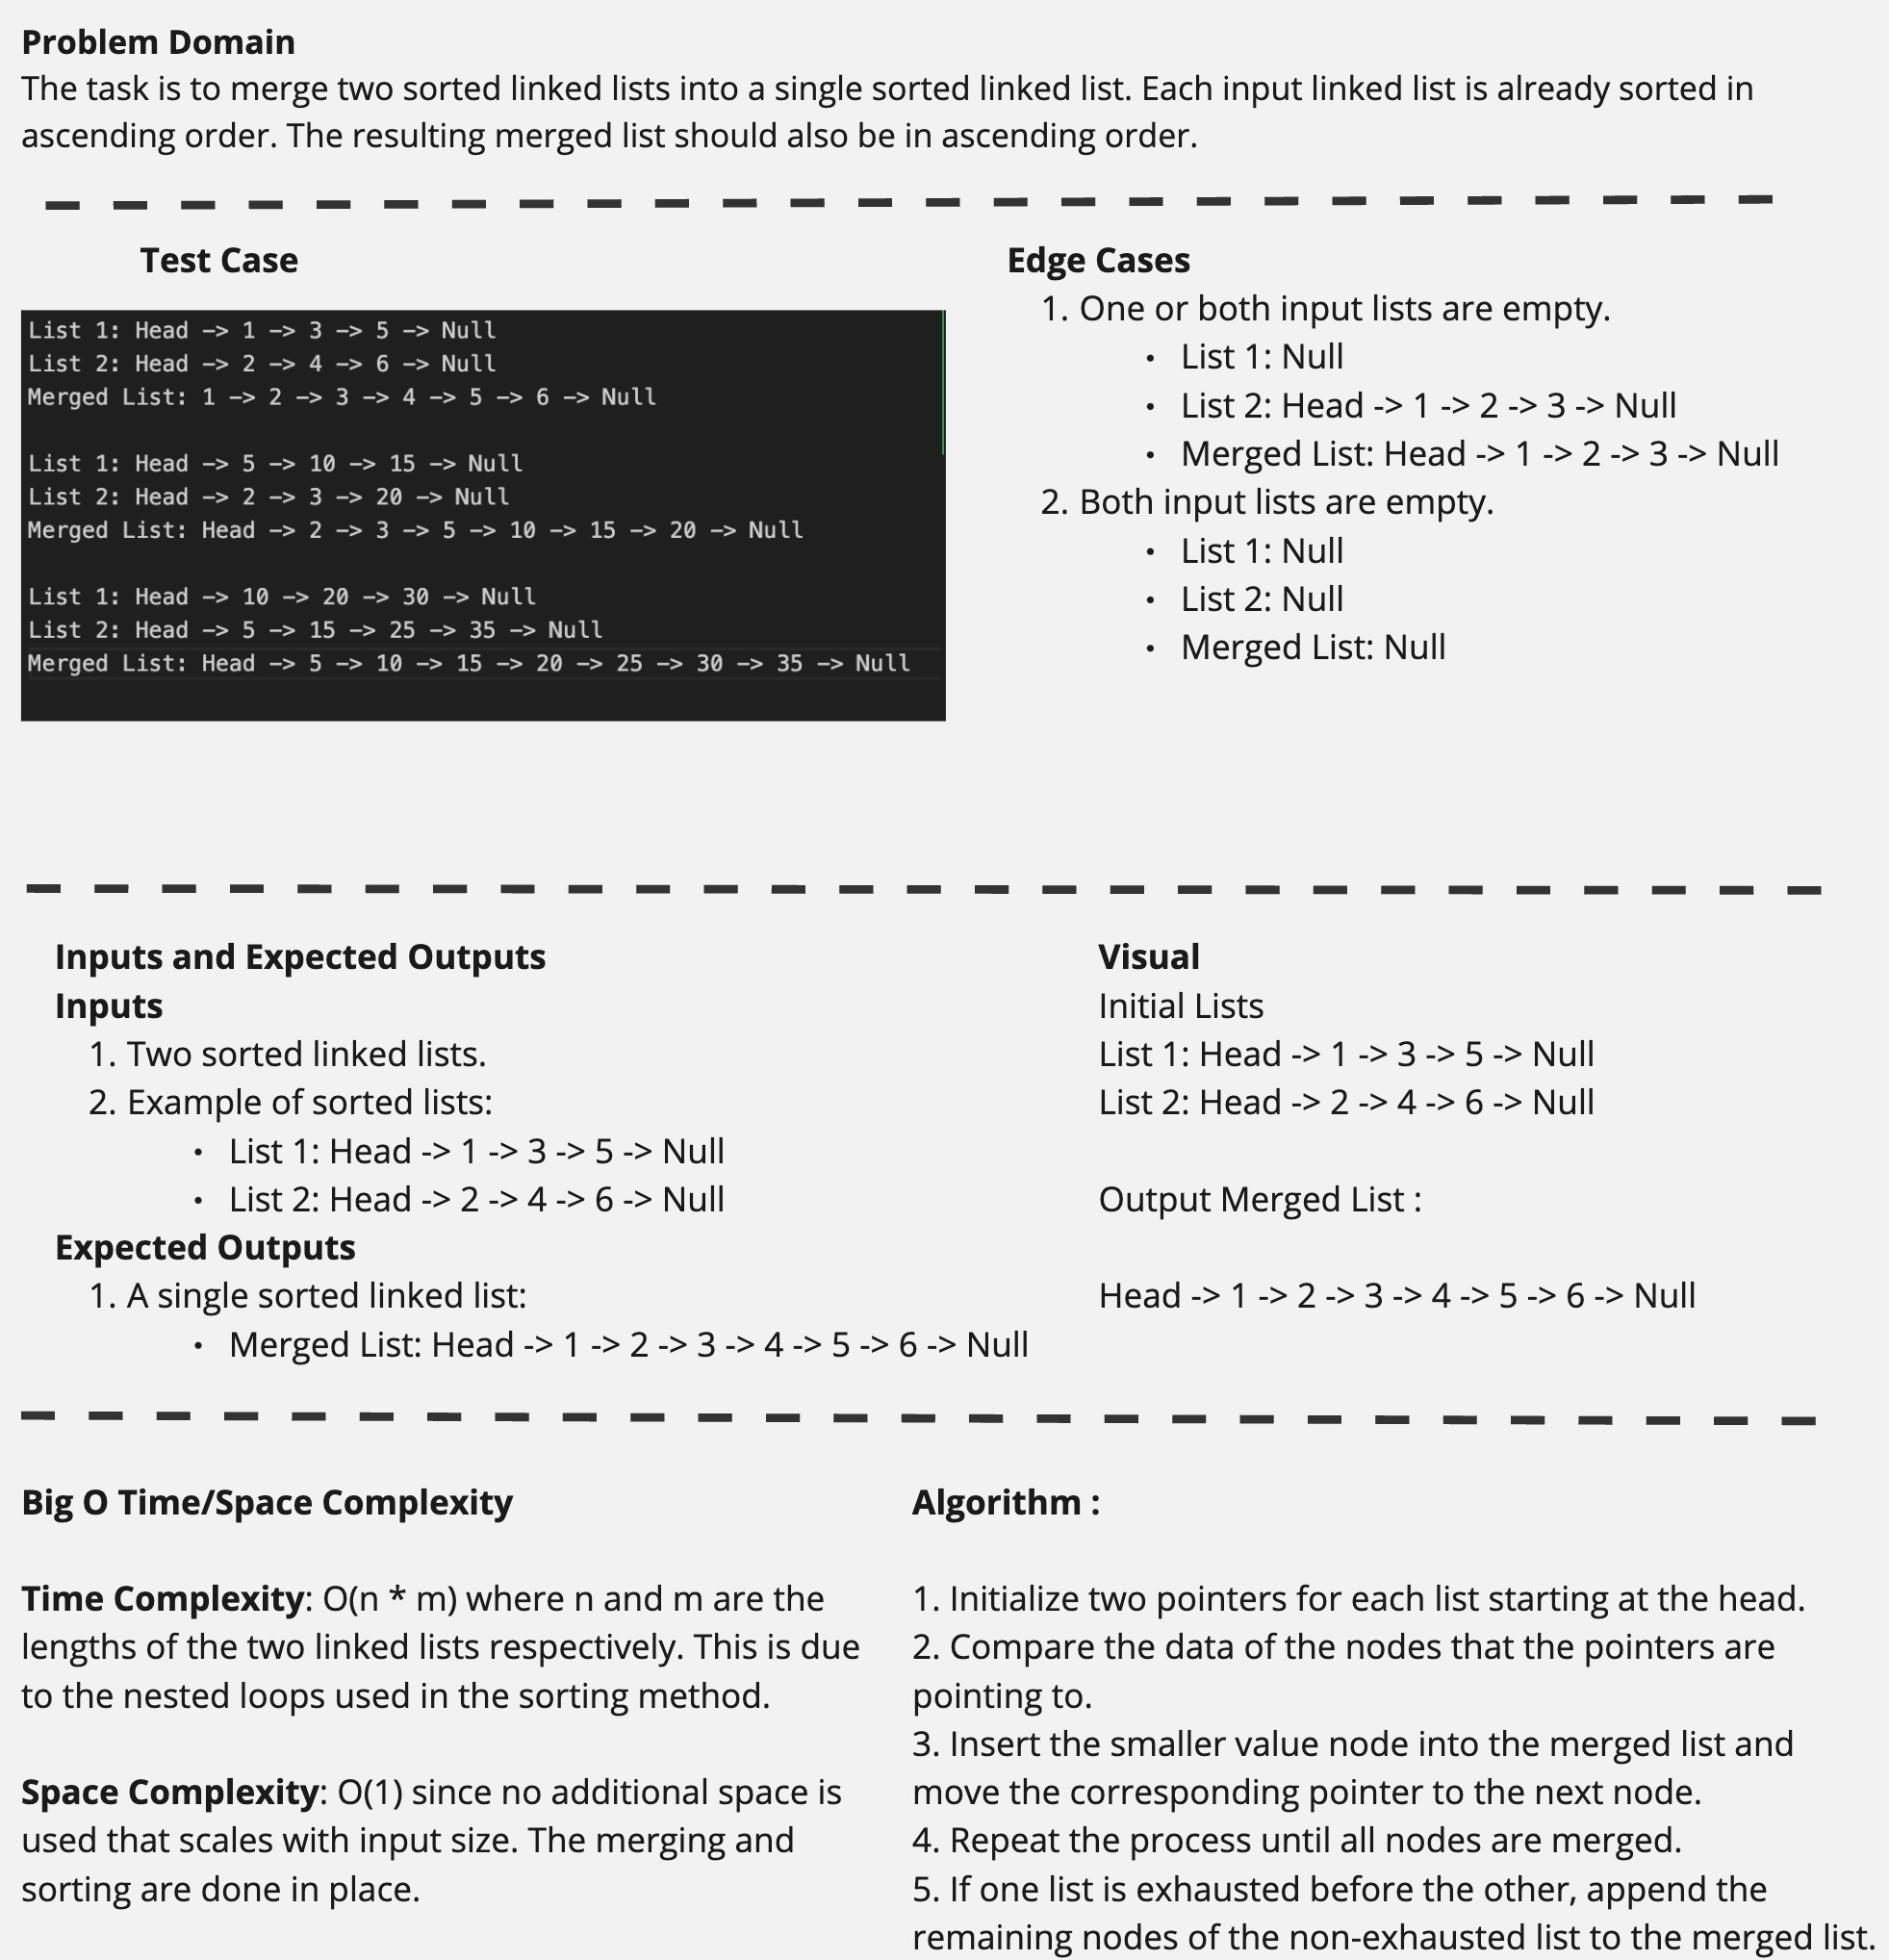 Problem Domain
The task is to merge two sorted linked lists into a single sorted linked list. Each input linked list is already sorted in
ascending order. The resulting merged list should also be in ascending order.
Test Case
List 1: Head -> 1 -> 3 -> 5 -> Null
List 2: Head -> 2 -> 4 -> 6 -> Null
Merged List: 1 -> 2 -> 3 -> 4 -> 5 -> 6 -> Null
List 1: Head -> 5 -> 10 -> 15 -> Null
List 2: Head -> 2 -> 3 -> 20 -> Null
Merged List: Head -> 2 -> 3 -> 5 -> 10 -> 15 -> 20 -> Null
List 1: Head -> 10 -> 20 -> 30 -> Null
List 2: Head -> 5 -> 15 -> 25 -> 35 -> Null
Merged List: Head -> 5 -> 10 -> 15 -> 20 -> 25 -> 30 -> 35 -> Null
Edge Cases
1. One or both input lists are empty.
• List 1: Null
• List 2: Head -> 1 -> 2 -> 3 -> Null
• Merged List: Head -> 1 -> 2 -> 3 -> Null
2. Both input lists are empty.
• List 1: Null
• List 2: Null
• Merged List: Null
Inputs and Expected Outputs
Inputs
1. Two sorted linked lists.
2. Example of sorted lists:
• List 1: Head -> 1 -> 3 -> 5 -> Null
• List 2: Head -> 2 -> 4 -> 6 -> Null
Expected Outputs
1. A single sorted linked list:
• Merged List: Head -> 1 -> 2 -> 3 -> 4 -> 5 -> 6 -> Null
Visual
Initial Lists
List 1: Head -> 1 -> 3 -> 5 -> Null
List 2: Head -> 2 -> 4 -> 6 -> Null
Output Merged List :
Head -> 1 -> 2 -> 3 -> 4 -> 5 -> 6 -> Null
Big O Time/Space Complexity
Time Complexity: O(n * m) where n and m are the
lengths of the two linked lists respectively. This is due
to the nested loops used in the sorting method.
Space Complexity: O(1) since no additional space is
used that scales with input size. The merging and
sorting are done in place.
Algorithm :
1. Initialize two pointers for each list starting at the head.
2. Compare the data of the nodes that the pointers are
pointing to.
3. Insert the smaller value node into the merged list and
move the corresponding pointer to the next node.
4. Repeat the process until all nodes are merged.
5. If one list is exhausted before the other, append the
remaining nodes of the non-exhausted list to the merged list.